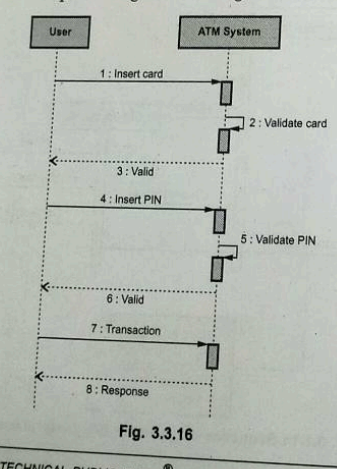 User
ATM System
1 : Insert card
2 : Validate card
3 : Valid
4 : Insert PIN
5 : Validate PIN
6 : Valid
7 : Transaction
8 : Response
Fig. 3.3.16
TECHNICAL
®